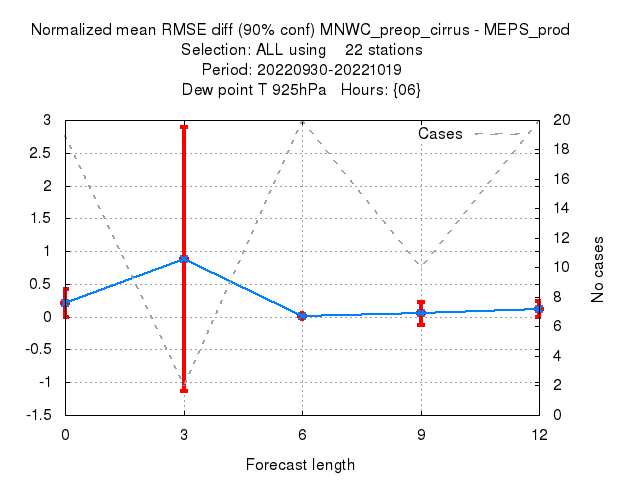 Normalized mean RMSE diff (90% conf) MNWC_preop_cirrus - MEPS_prod
Selection: ALL using 22 stations
Period: 20220930-20221019
Dew point T 925hPa Hours: {06}
Cases
3
2.5
2
1.5
1
0.5
0
-0.5
-1
-1.5
20
18
16
14
12
10
8
6
4
2
0
No cases
0 3 6 9 12
Forecast length